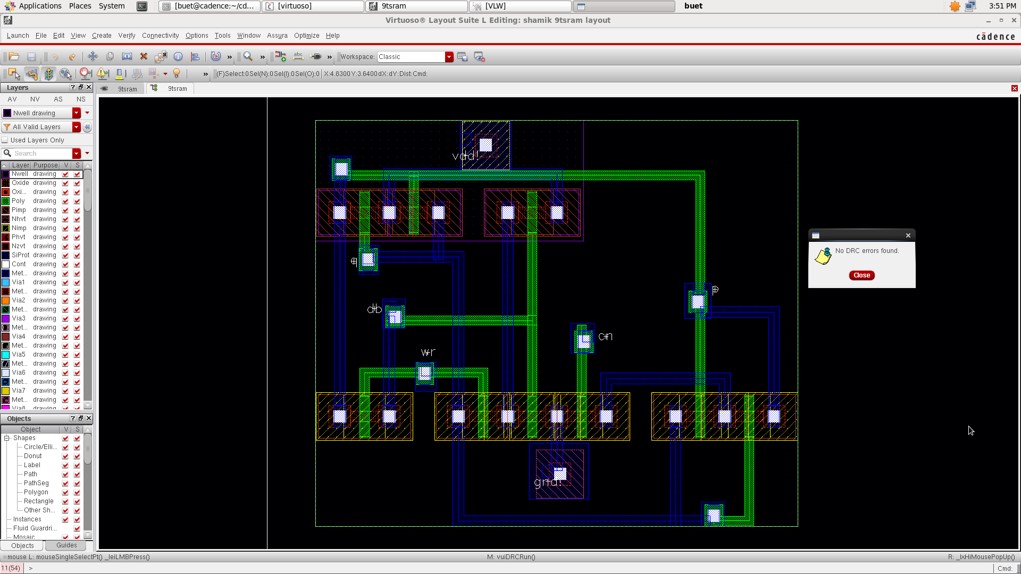 Applications Places System
[buet@cadence:~/cd...
[virtuoso]
9tsram
[VLW]
buet
3:51 PM
Virtuoso® Layout Suite L Editing: shamik 9tsram layout
Launch File Edit View Create Verify Connectivity Options Tools Window Assura Optimize Help
cādence
Workspace: Classic
(F)Select:0 Sel(N):0 Sel(I):0 Sel(O):0 X:4.8300 Y:3.6400 dX: dY: Dist: Cmd:
Layers
9tsram 9tsram
AV NV AS NS
Nwell drawing
All Valid Layers
Used Layers Only
Search
Layer Purpose V S
Nwell drawing
Oxide drawing
Oxi... drawing
Poly drawing
Pimp drawing
Nhvt drawing
Nimp drawing
Phvt drawing
Nzvt drawing
SiProt drawing
Cont drawing
Met... drawing
Via1 drawing
Met... drawing
Via2 drawing
Met... drawing
Via3 drawing
Met... drawing
Via4 drawing
Met... drawing
Via5 drawing
Met... drawing
Via6 drawing
Met... drawing
Via7 drawing
Met... drawing
vdd!
db
wr
cn
gnd!
No DRC errors found.
Close
Objects
Object V S
Shapes
Circle/Elli...
Donut
Label
Path
PathSeg
Polygon
Rectangle
Other Sh...
Instances
Fluid Guardri...
Mosaic
Objects Guides
mouse L: mouseSingleSelectPt() _leiLMBPress()
M: vuiDRCRun()
R: _lxHiMousePopUp()
11(54) >
Cmd: